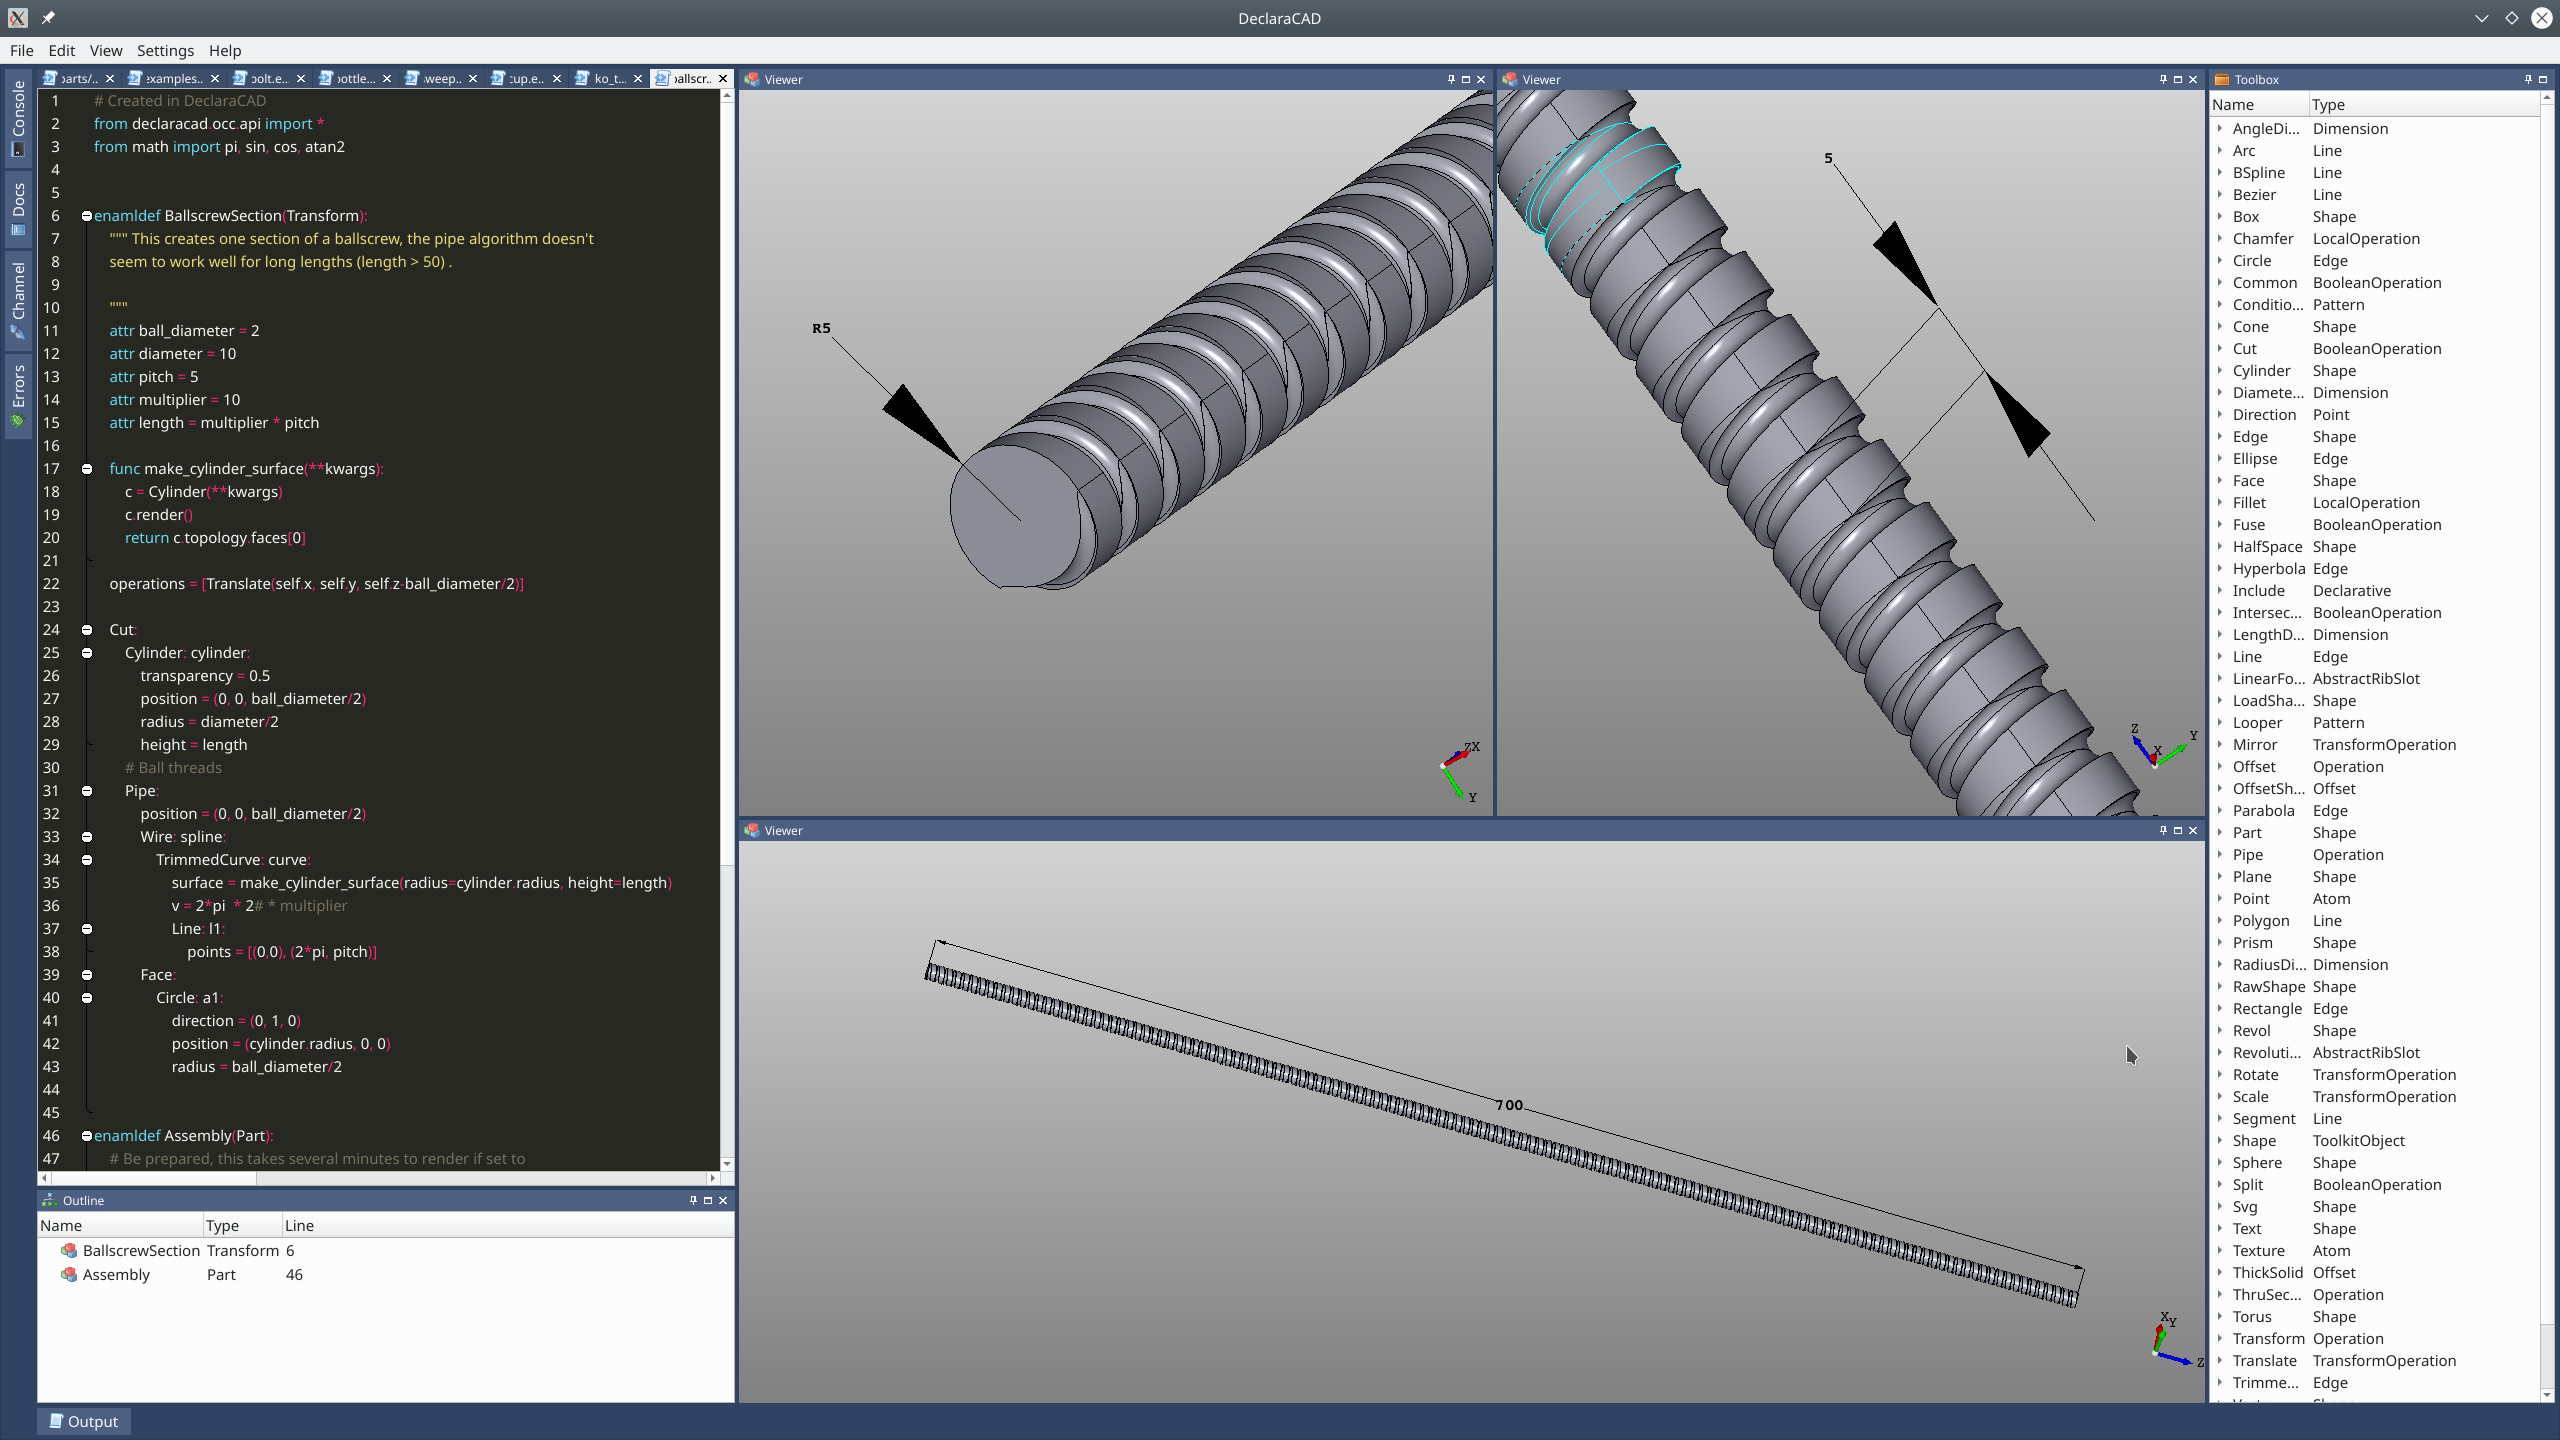 DeclaraCAD
File Edit View Settings Help
Console
Docs
Channel
Errors
parts/.. examples.. bolt.e... bottle... sweep.. cup.e.. ko_t... ballscr..
1 # Created in DeclaraCAD
2 from declaracad.occ.api import *
3 from math import pi, sin, cos, atan2
4
5
6 enamldef BallscrewSection(Transform):
7 """ This creates one section of a ballscrew, the pipe algorithm doesn't
8 seem to work well for long lengths (length > 50) .
9
10 """
11 attr ball_diameter = 2
12 attr diameter = 10
13 attr pitch = 5
14 attr multiplier = 10
15 attr length = multiplier * pitch
16
17 func make_cylinder_surface(**kwargs):
18 c = Cylinder(**kwargs)
19 c.render()
20 return c.topology.faces[0]
21
22 operations = [Translate(self.x, self.y, self.z-ball_diameter/2)]
23
24 Cut:
25 Cylinder: cylinder:
26 transparency = 0.5
27 position = (0, 0, ball_diameter/2)
28 radius = diameter/2
29 height = length
30 # Ball threads
31 Pipe:
32 position = (0, 0, ball_diameter/2)
33 Wire: spline:
34 TrimmedCurve: curve:
35 surface = make_cylinder_surface(radius=cylinder.radius, height=length)
36 v = 2*pi  * 2# * multiplier
37 Line: l1:
38 points = [(0,0), (2*pi, pitch)]
39 Face:
40 Circle: a1:
41 direction = (0, 1, 0)
42 position = (cylinder.radius, 0, 0)
43 radius = ball_diameter/2
44
45
46 enamldef Assembly(Part):
47 # Be prepared, this takes several minutes to render if set to
Outline
Name Type Line
BallscrewSection Transform 6
Assembly Part 46
Output
Viewer
R5
ZX
Y
Viewer
5
Z
Y
X
Viewer
700
X
Y
Z
Toolbox
Name Type
AngleDi... Dimension
Arc Line
BSpline Line
Bezier Line
Box Shape
Chamfer LocalOperation
Circle Edge
Common BooleanOperation
Conditio... Pattern
Cone Shape
Cut BooleanOperation
Cylinder Shape
Diamete... Dimension
Direction Point
Edge Shape
Ellipse Edge
Face Shape
Fillet LocalOperation
Fuse BooleanOperation
HalfSpace Shape
Hyperbola Edge
Include Declarative
Intersec... BooleanOperation
LengthD... Dimension
Line Edge
LinearFo... AbstractRibSlot
LoadSha... Shape
Looper Pattern
Mirror TransformOperation
Offset Operation
OffsetSh... Offset
Parabola Edge
Part Shape
Pipe Operation
Plane Shape
Point Atom
Polygon Line
Prism Shape
RadiusDi... Dimension
RawShape Shape
Rectangle Edge
Revol Shape
Revoluti... AbstractRibSlot
Rotate TransformOperation
Scale TransformOperation
Segment Line
Shape ToolkitObject
Sphere Shape
Split BooleanOperation
Svg Shape
Text Shape
Texture Atom
ThickSolid Offset
ThruSec... Operation
Torus Shape
Transform Operation
Translate TransformOperation
Trimme... Edge